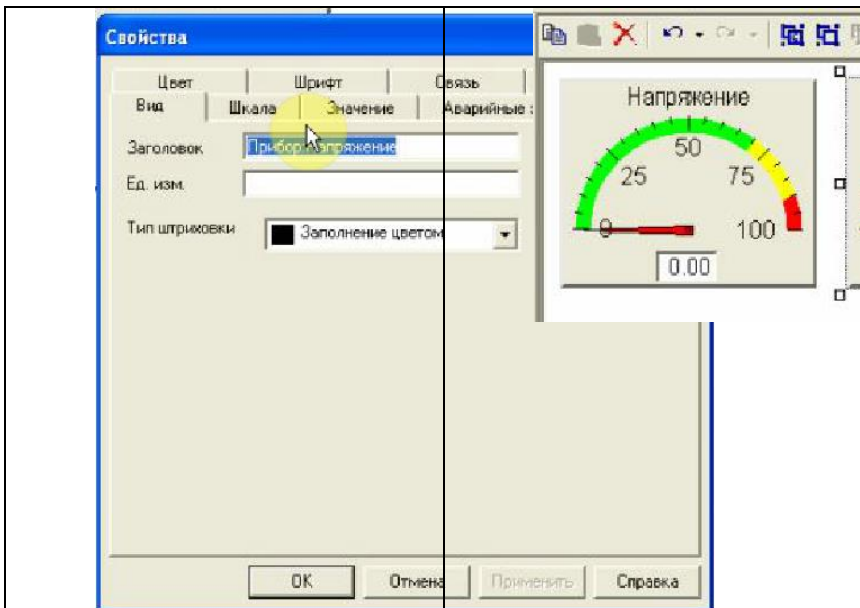 Свойства
Цвет Шрифт Связь
Вид Шкала Значение Аварийные
Заголовок Прибор Напряжение
Ед. изм.
Тип штриховки Заполнение цветом
OK Отмена Применить Справка
Напряжение
50
25 75
0 100
0.00